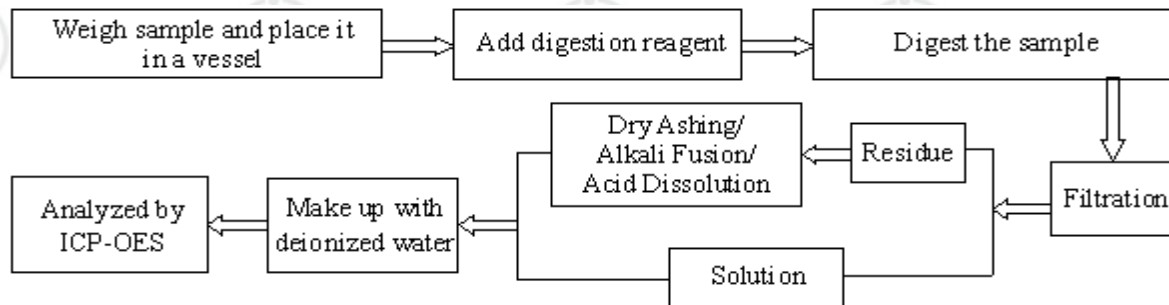 Weigh sample and place it
in a vessel
Add digestion reagent
Digest the sample
Filtration
Residue
Dry Ashing/
Alkali Fusion/
Acid Dissolution
Solution
Make up with
deionized water
Analyzed by
ICP-OES